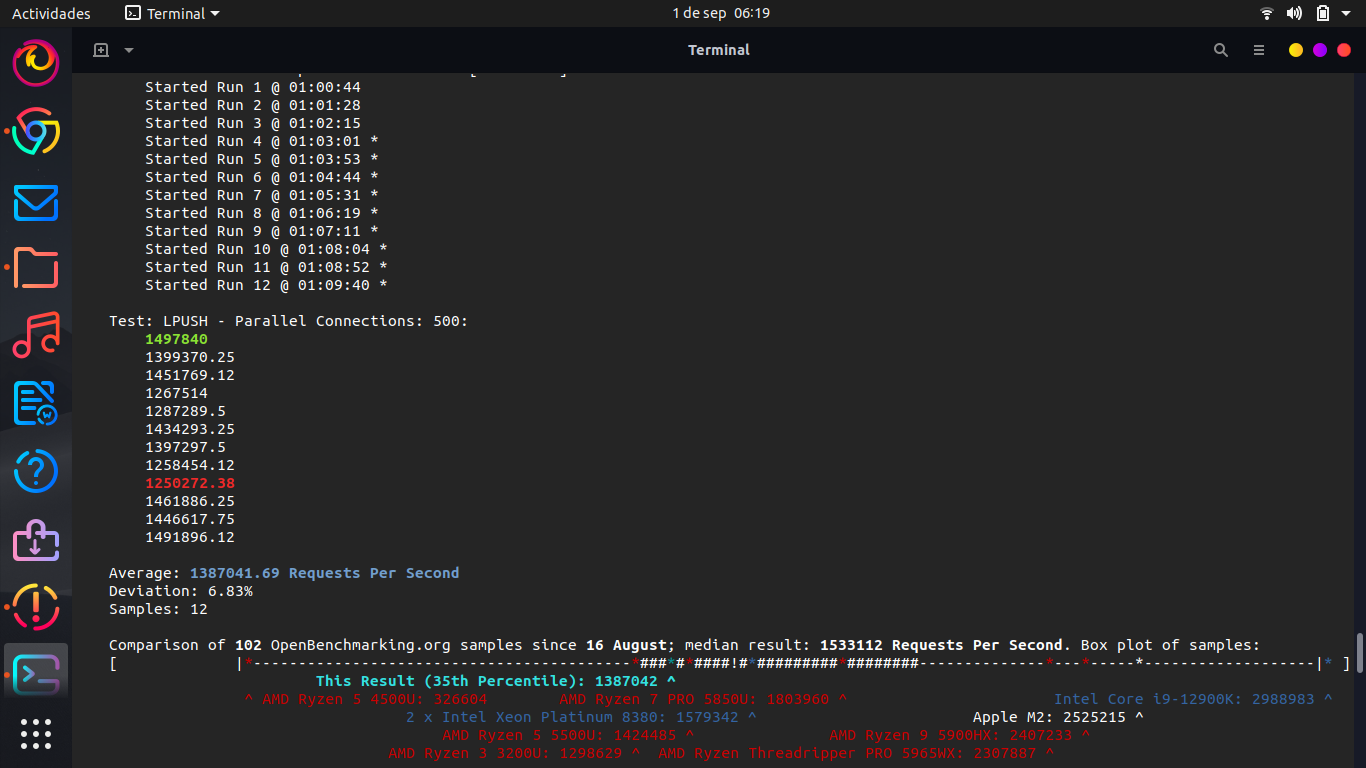 Actividades Terminal 1 de sep 06:19
Terminal
Started Run 1 @ 01:00:44
Started Run 2 @ 01:01:28
Started Run 3 @ 01:02:15
Started Run 4 @ 01:03:01 *
Started Run 5 @ 01:03:53 *
Started Run 6 @ 01:04:44 *
Started Run 7 @ 01:05:31 *
Started Run 8 @ 01:06:19 *
Started Run 9 @ 01:07:11 *
Started Run 10 @ 01:08:04 *
Started Run 11 @ 01:08:52 *
Started Run 12 @ 01:09:40 *
Test: LPUSH - Parallel Connections: 500:
1497840
1399370.25
1451769.12
1267514
1287289.5
1434293.25
1397297.5
1258454.12
1250272.38
1461886.25
1446617.75
1491896.12
Average: 1387041.69 Requests Per Second
Deviation: 6.83%
Samples: 12
Comparison of 102 OpenBenchmarking.org samples since 16 August; median result: 1533112 Requests Per Second. Box plot of samples:
[ |*------------------------------------------*###*#*####!#*#########*########--------------*---*-----*-------------------|* ]
This Result (35th Percentile): 1387042 ^
^ AMD Ryzen 5 4500U: 326604 AMD Ryzen 7 PRO 5850U: 1803960 ^ Intel Core i9-12900K: 2988983 ^
2 x Intel Xeon Platinum 8380: 1579342 ^ Apple M2: 2525215 ^
AMD Ryzen 5 5500U: 1424485 ^ AMD Ryzen 9 5900HX: 2407233 ^
AMD Ryzen 3 3200U: 1298629 ^ AMD Ryzen Threadripper PRO 5965WX: 2307887 ^